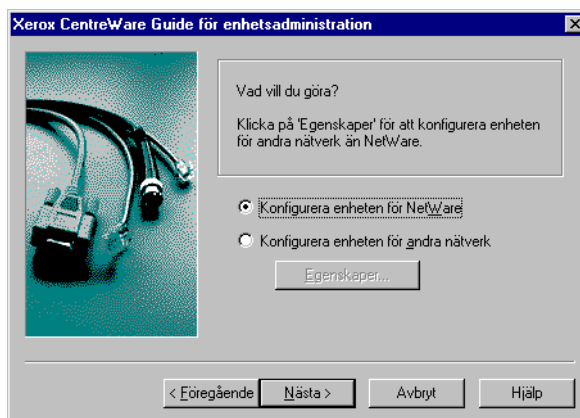 Xerox CentreWare Guide för enhetsadministration
Vad vill du göra?
Klicka på 'Egenskaper' för att konfigurera enheten
för andra nätverk än NetWare.
Konfigurera enheten för NetWare
Konfigurera enheten för andra nätverk
Egenskaper...
< Föregående
Nästa >
Avbryt
Hjälp